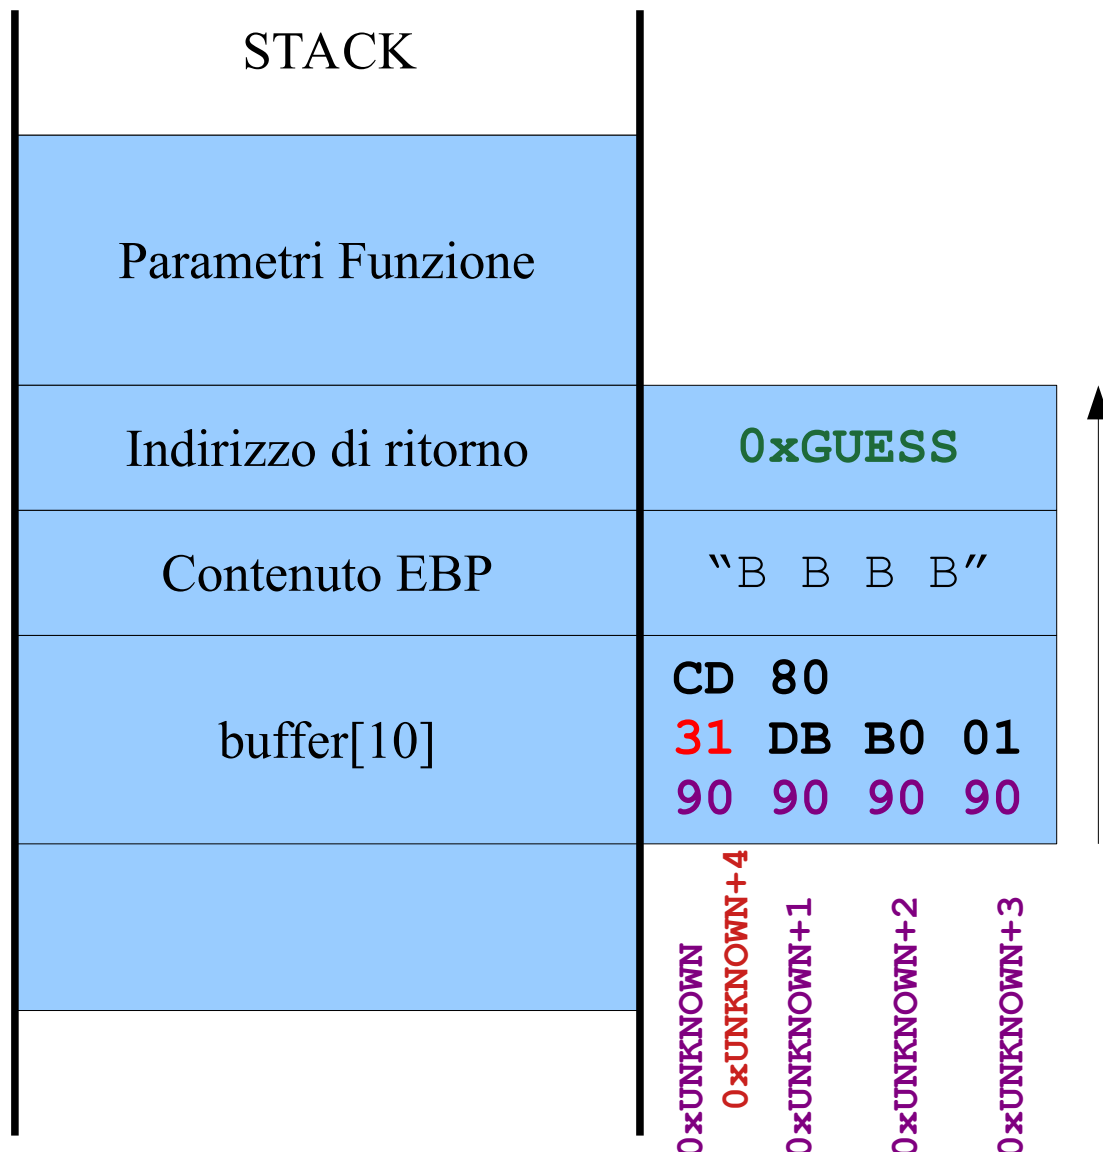 STACK
Parametri Funzione
Indirizzo di ritorno
0xGUESS
Contenuto EBP
“B B B B”
buffer[10]
CD 80
31 DB B0 01
90 90 90 90
0xUNKNOWN
0xUNKNOWN+4
0xUNKNOWN+1
0xUNKNOWN+2
0xUNKNOWN+3